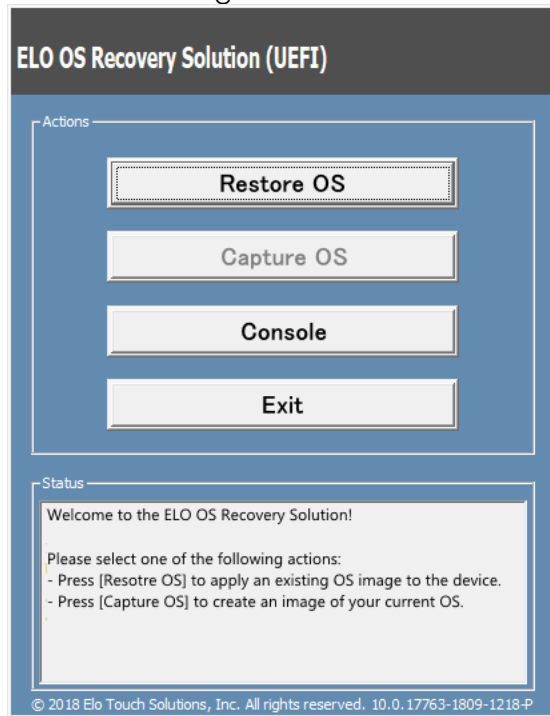 ELO OS Recovery Solution (UEFI)
Actions
Restore OS
Capture OS
Console
Exit
Status
Welcome to the ELO OS Recovery Solution!
Please select one of the following actions:
- Press [Resotre OS] to apply an existing OS image to the device.
- Press [Capture OS] to create an image of your current OS.
© 2018 Elo Touch Solutions, Inc. All rights reserved. 10.0.17763-1809-1218-P